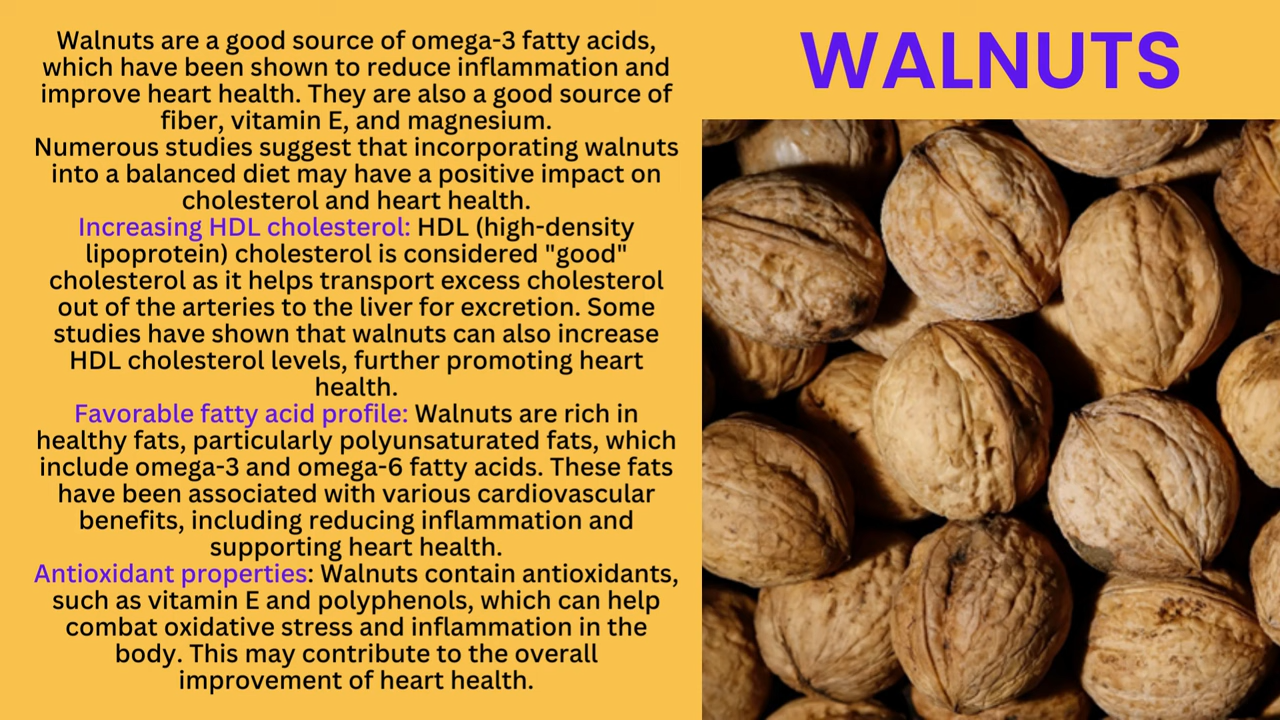 WALNUTS
Walnuts are a good source of omega-3 fatty acids,
which have been shown to reduce inflammation and
improve heart health. They are also a good source of
fiber, vitamin E, and magnesium.
Numerous studies suggest that incorporating walnuts
into a balanced diet may have a positive impact on
cholesterol and heart health.
Increasing HDL cholesterol: HDL (high-density
lipoprotein) cholesterol is considered "good"
cholesterol as it helps transport excess cholesterol
out of the arteries to the liver for excretion. Some
studies have shown that walnuts can also increase
HDL cholesterol levels, further promoting heart
health.
Favorable fatty acid profile: Walnuts are rich in
healthy fats, particularly polyunsaturated fats, which
include omega-3 and omega-6 fatty acids. These fats
have been associated with various cardiovascular
benefits, including reducing inflammation and
supporting heart health.
Antioxidant properties: Walnuts contain antioxidants,
such as vitamin E and polyphenols, which can help
combat oxidative stress and inflammation in the
body. This may contribute to the overall
improvement of heart health.